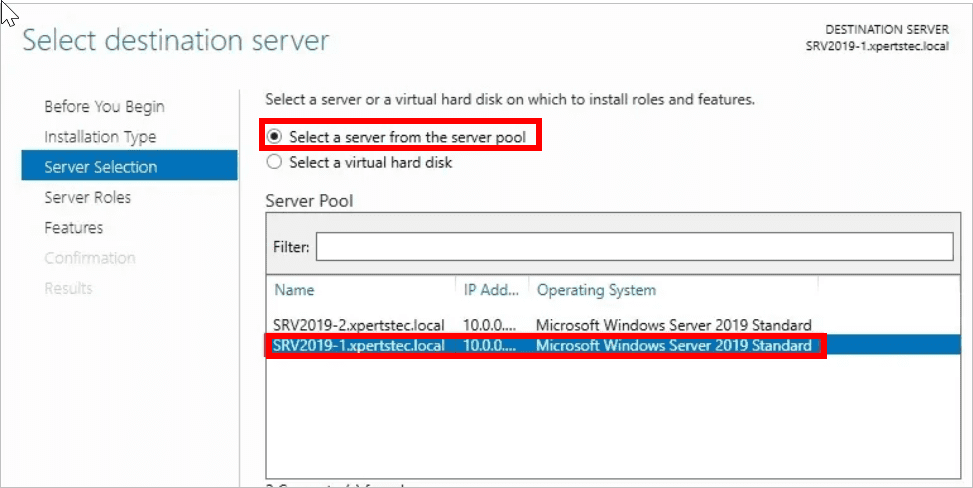 Select destination server
DESTINATION SERVER
SRV2019-1.xpertstec.local
Before You Begin
Installation Type
Server Selection
Server Roles
Features
Confirmation
Results
Select a server or a virtual hard disk on which to install roles and features.
Select a server from the server pool
Select a virtual hard disk
Server Pool
Filter:
Name IP Add... Operating System
SRV2019-2.xpertstec.local 10.0.0.... Microsoft Windows Server 2019 Standard
SRV2019-1.xpertstec.local 10.0.0.... Microsoft Windows Server 2019 Standard